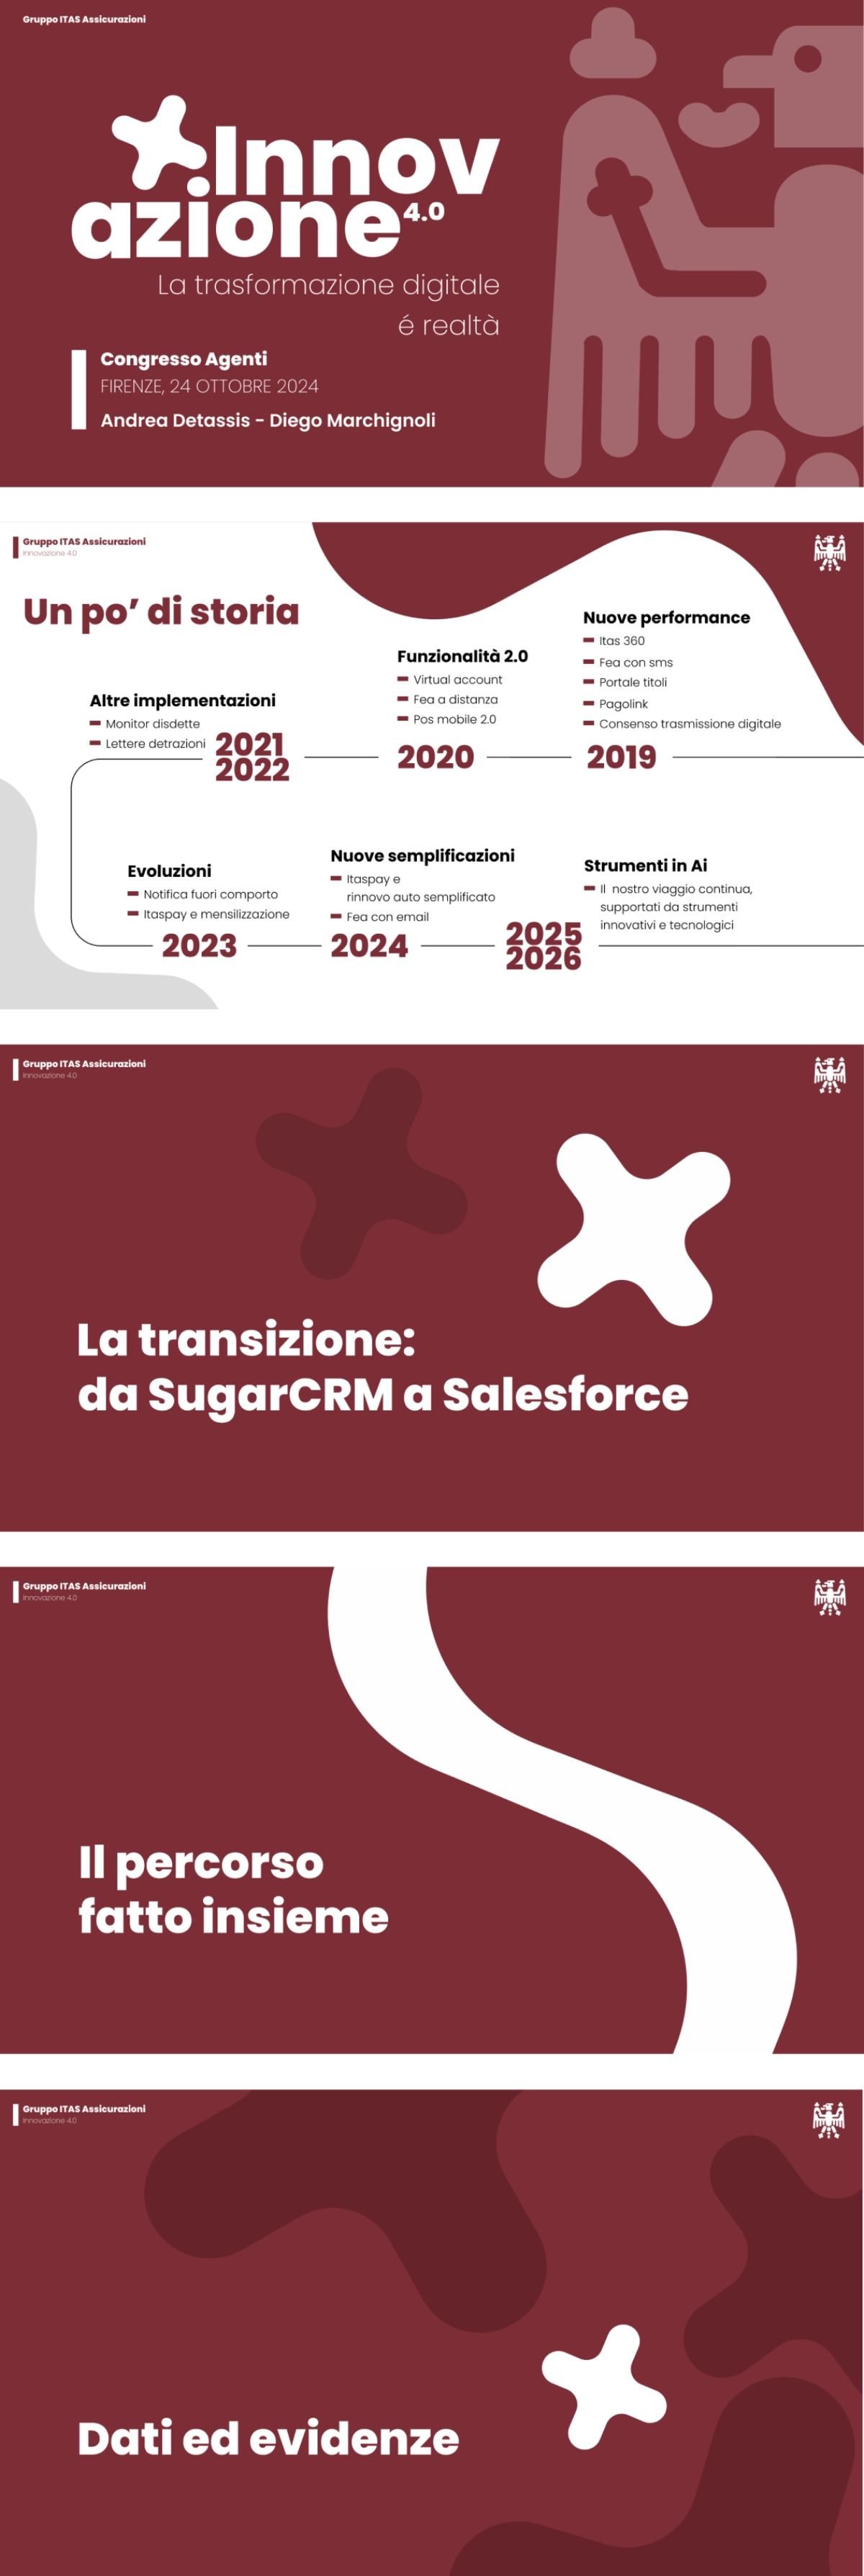 Gruppo ITAS Assicurazioni
Innov
azione 4.0
La trasformazione digitale
é realtà
Congresso Agenti
FIRENZE, 24 OTTOBRE 2024
Andrea Detassis - Diego Marchignoli
Gruppo ITAS Assicurazioni
Innovazione 4.0
Un po’ di storia
Nuove performance
Itas 360
Fea con sms
Portale titoli
Pagolink
Consenso trasmissione digitale
2019
Funzionalità 2.0
Virtual account
Fea a distanza
Pos mobile 2.0
2020
Altre implementazioni
Monitor disdette
Lettere detrazioni
2021
2022
Evoluzioni
Notifica fuori comporto
Itaspay e mensilizzazione
2023
Nuove semplificazioni
Itaspay e
rinnovo auto semplificato
Fea con email
2024
Strumenti in Ai
Il nostro viaggio continua,
supportati da strumenti
innovativi e tecnologici
2025
2026
Gruppo ITAS Assicurazioni
Innovazione 4.0
La transizione:
da SugarCRM a Salesforce
Gruppo ITAS Assicurazioni
Innovazione 4.0
Il percorso
fatto insieme
Gruppo ITAS Assicurazioni
Innovazione 4.0
Dati ed evidenze